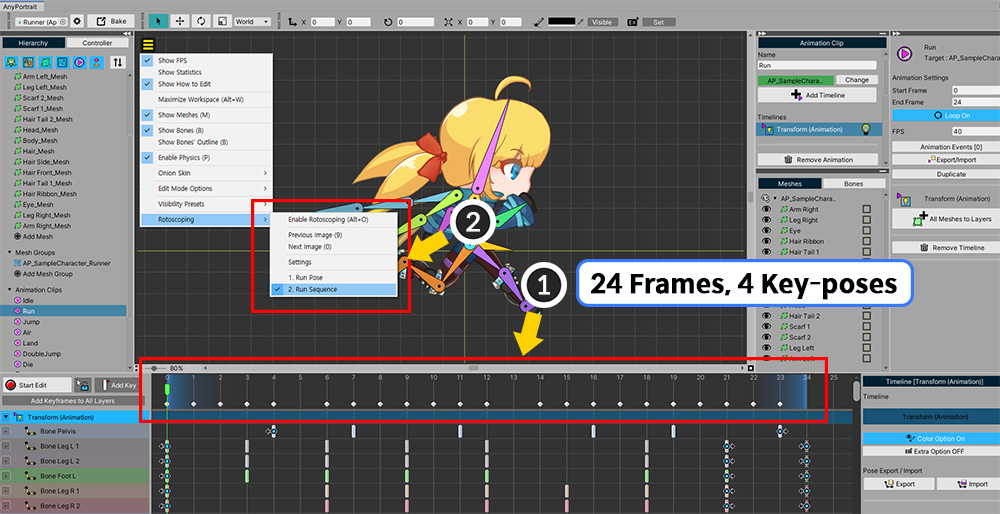 AnyPortrait
Runner (Ap
Bake
World
X 0 Y 0
0
X 0 Y 0
Visible
EX
Set
Hierarchy
Controller
Arm Left_Mesh
Leg Left_Mesh
Scarf 2_Mesh
Scarf 1_Mesh
Hair Tail 2_Mesh
Head_Mesh
Body_Mesh
Hair_Mesh
Hair Side_Mesh
Hair Front_Mesh
Hair Tail 1_Mesh
Hair Ribbon_Mesh
Eye_Mesh
Leg Right_Mesh
Arm Right_Mesh
Add Mesh
Mesh Groups
AP_SampleCharacter_Runner
Add Mesh Group
Animation Clips
Idle
Run
Jump
Air
Land
DoubleJump
Die
Show FPS
Show Statistics
Show How to Edit
Maximize Workspace (Alt+W)
Show Meshes (M)
Show Bones (B)
Show Bones' Outline (B)
Enable Physics (P)
Onion Skin
Edit Mode Options
Visibility Presets
Rotoscoping
Enable Rotoscoping (Alt+O)
Previous Image (9)
Next Image (0)
Settings
1. Run Pose
2. Run Sequence
2
1
24 Frames, 4 Key-poses
Animation Clip
Name
Run
AP_SampleCharac...
Change
Add Timeline
Timelines
Transform (Animation)
Remove Animation
Meshes
Bones
AP_SampleChara...
Arm Right
Leg Right
Eye
Hair Ribbon
Hair Tail 1
Hair Tail 2
Scarf 1
Scarf 2
Leg Left
Run
Target : AP_SampleChara
Animation Settings
Start Frame 0
End Frame 24
Loop On
FPS 40
Animation Events [0]
Export/Import
Duplicate
Transform (Animation)
All Meshes to Layers
Remove Timeline
80%
Start Edit
Add Key
Add Keyframes to All Layers
0 1 2 3 4 5 6 7 8 9 10 11 12 13 14 15 16 17 18 19 20 21 22 23 24 25
Transform (Animation)
Bone Pelvis
Bone Leg L 1
Bone Leg L 2
Bone Foot L
Bone Leg R 1
Bone Leg R 2
Timeline [Transform (Animation)]
Timeline
Transform (Animation)
Color Option On
Extra Option OFF
Pose Export / Import
Export
Import